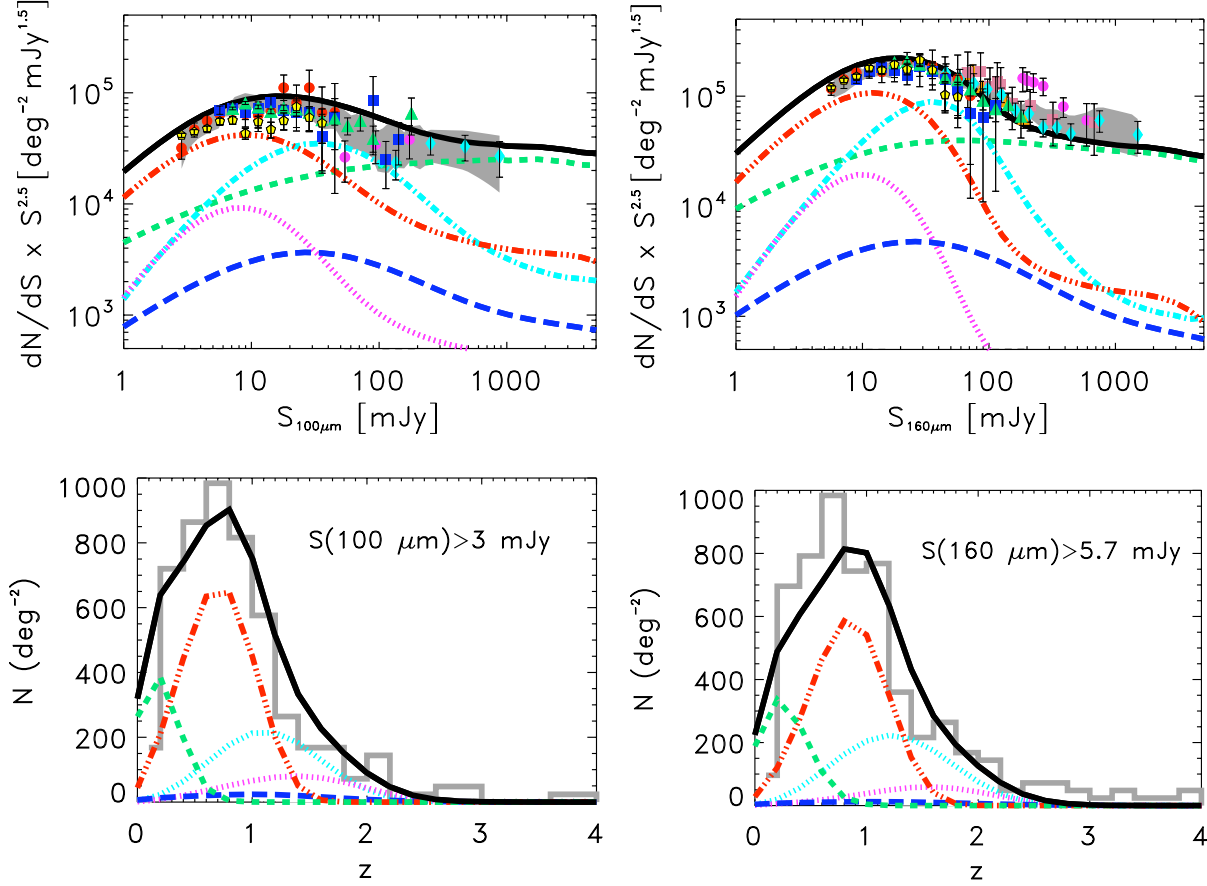 dN/dS x S^2.5 [deg^-2 mJy^1.5]
10^5
10^4
10^3
1 10 100 1000
S_100μm [mJy]
dN/dS x S^2.5 [deg^-2 mJy^1.5]
10^5
10^4
10^3
1 10 100 1000
S_160μm [mJy]
N (deg^-2)
1000
800
600
400
200
0
S(100 μm)>3 mJy
0 1 2 3 4
z
N (deg^-2)
1000
800
600
400
200
0
S(160 μm)>5.7 mJy
0 1 2 3 4
z